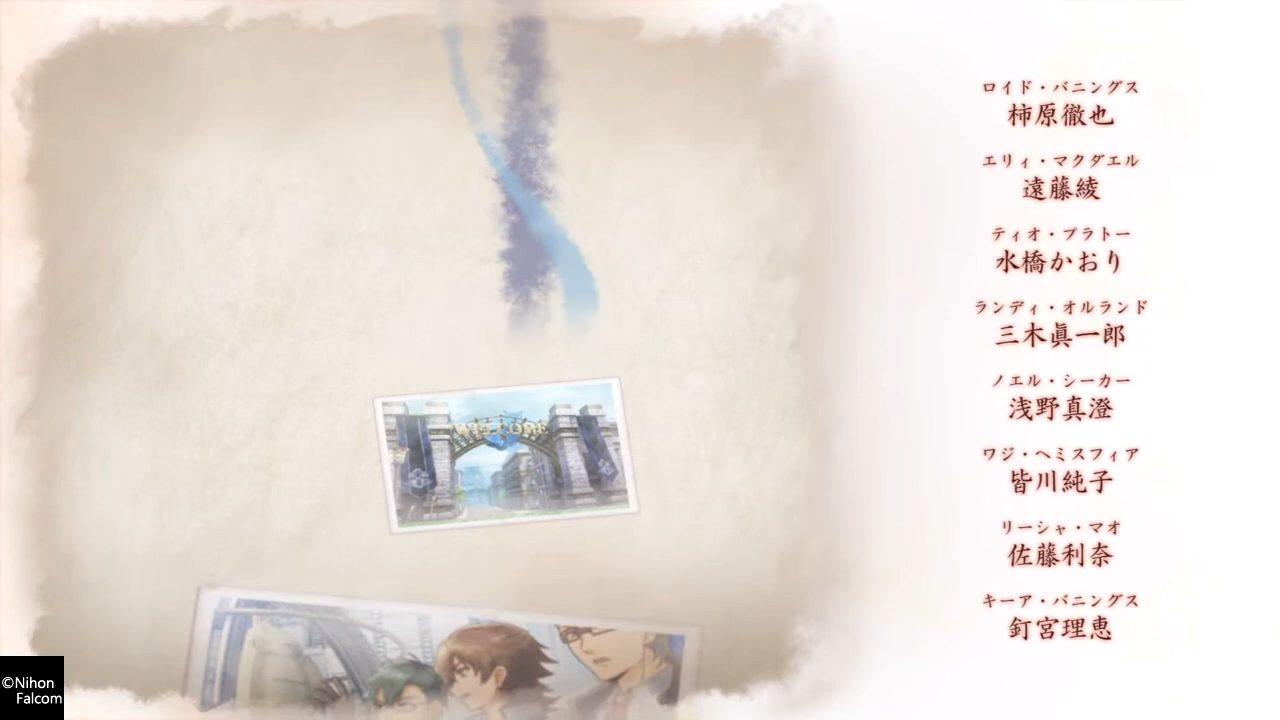 WELCOME
ロイド・バニングス
柿原徹也
エリィ・マクダエル
遠藤綾
ティオ・プラトー
水橋かおり
ランディ・オルランド
三木眞一郎
ノエル・シーカー
浅野真澄
ワジ・ヘミスフィア
皆川純子
リーシャ・マオ
佐藤利奈
キーア・バニングス
釘宮理恵
©Nihon
Falcom